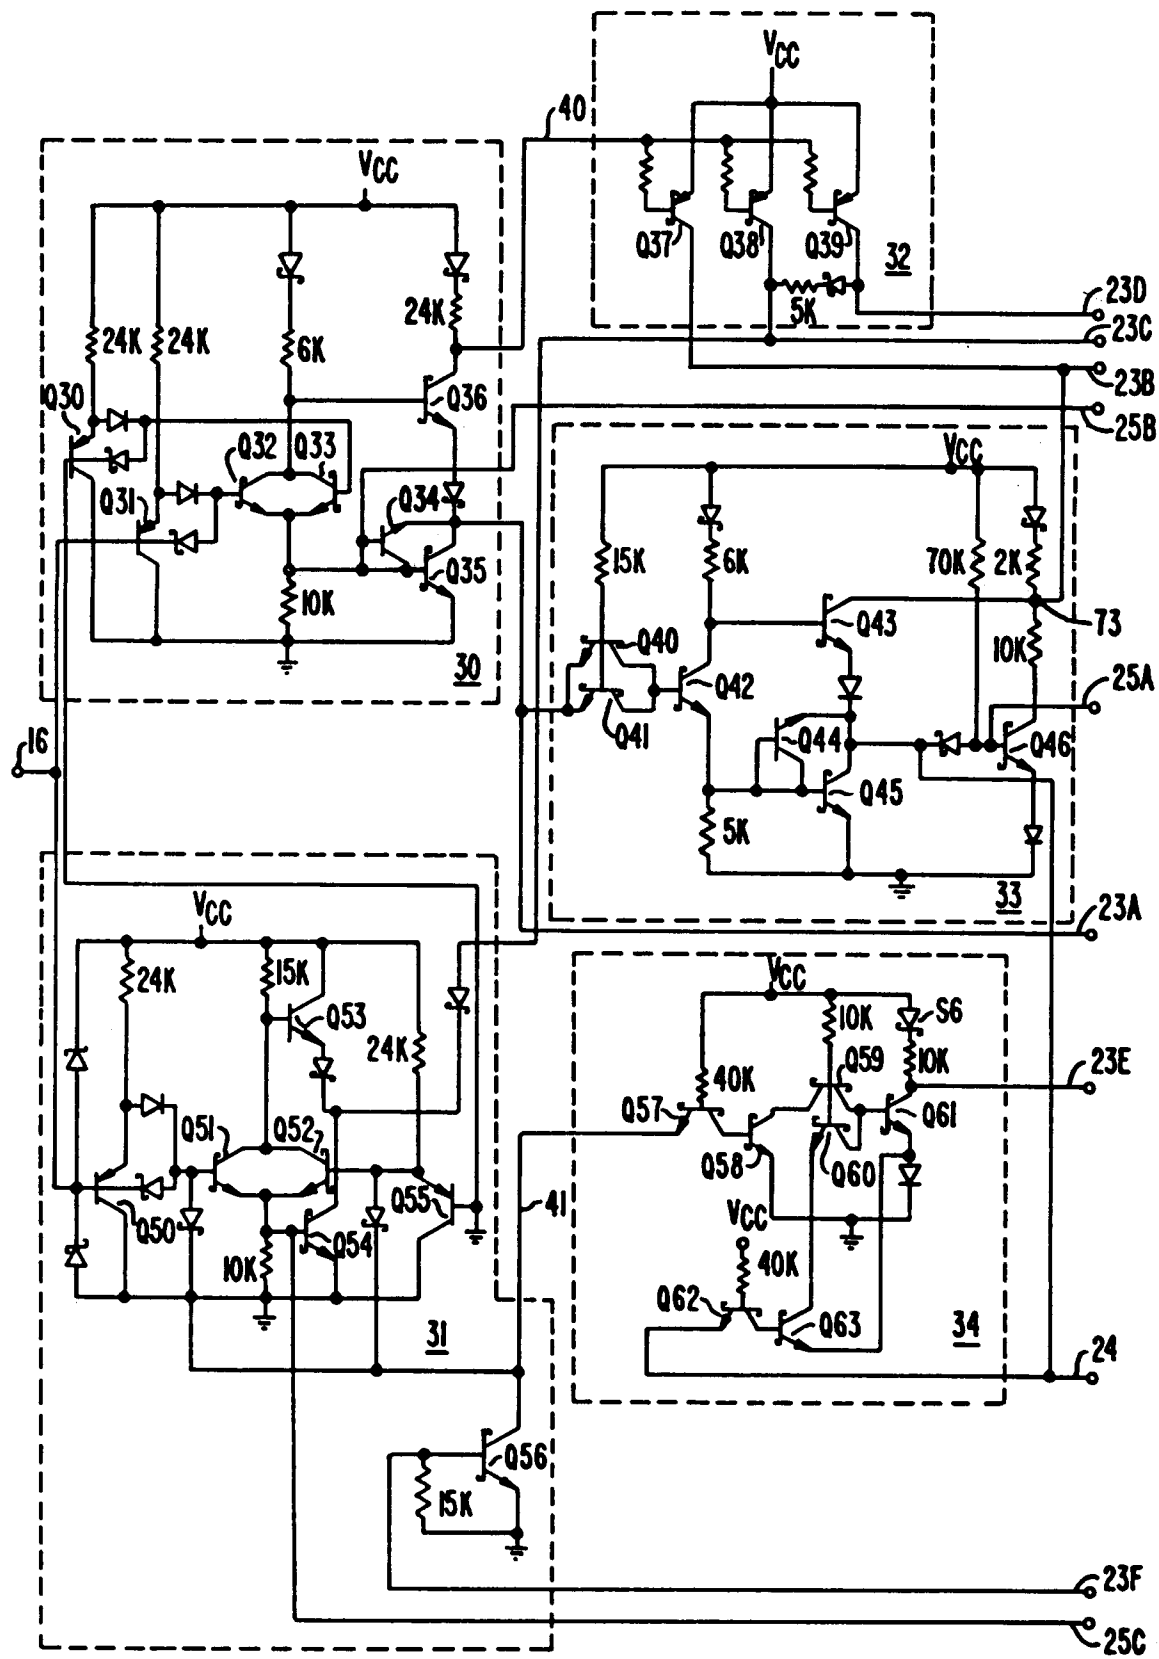 VCC
40
VCC
Q37
Q38
Q39
32
5K
23D
23C
23B
25B
24K
24K
6K
24K
Q30
Q36
Q32
Q33
Q31
Q34
Q35
10K
30
VCC
15K
6K
70K
2K
Q43
73
10K
Q40
Q42
25A
Q41
Q44
Q46
Q45
5K
33
16
23A
VCC
24K
15K
Q53
24K
Q51
Q52
Q50
Q55
Q54
10K
31
41
VCC
10K
S6
10K
23E
40K
Q59
Q57
Q61
Q58
Q60
VCC
40K
Q62
Q63
34
24
Q56
15K
23F
25C